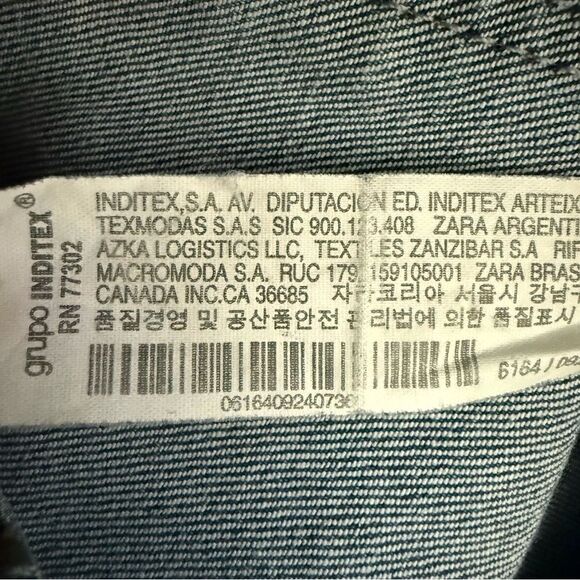 grupo INDITEX®
RN 77302
INDITEX,S.A. AV. DIPUTACION ED. INDITEX ARTEIXO
TEXMODAS S.A.S SIC 900.123.408 ZARA ARGENTI
AZKA LOGISTICS LLC, TEXTILES ZANZIBAR S.A RIF
MACROMODA S.A. RUC 179 159105001 ZARA BRAS
CANADA INC.CA 36685 자라코리아 서울시 강남구
품질경영 및 공산품안전 관리법에 의한 품질표시
0616409240736
6164 /